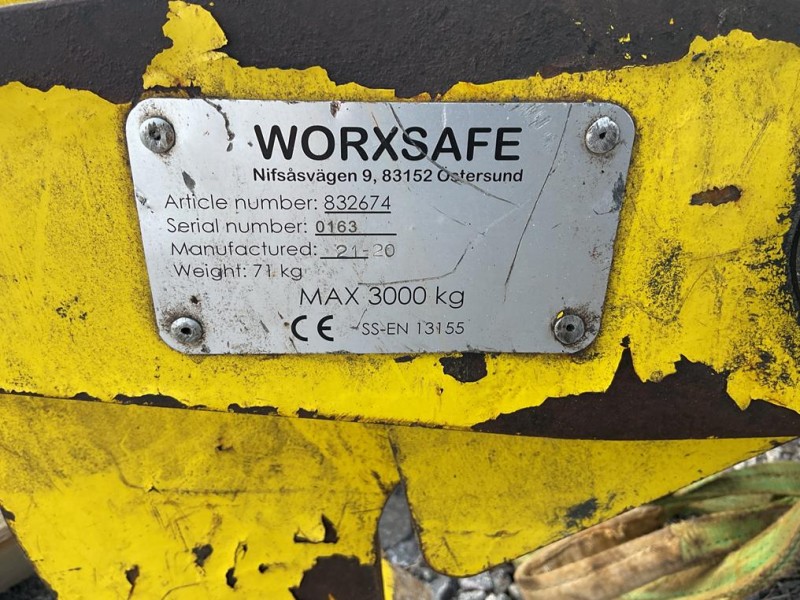 WORXSAFE
Nifsåsvägen 9, 83152 Östersund
Article number: 832674
Serial number: 0163
Manufactured: 21-20
Weight: 71 kg
MAX 3000 kg
CE SS-EN 13155